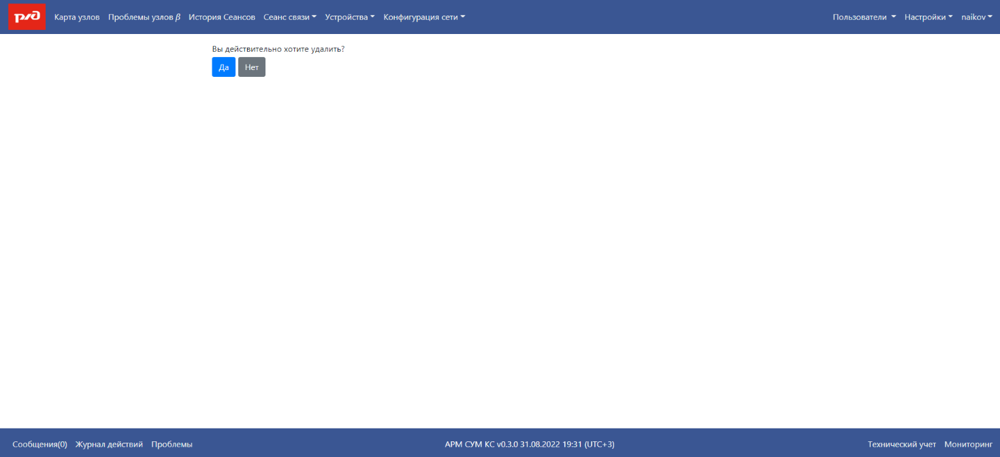 ржд Карта узлов Проблемы узлов β История Сеансов Сеанс связи Устройства Конфигурация сети Пользователи Настройки naikov
Вы действительно хотите удалить?
Да Нет
Сообщения(0) Журнал действий Проблемы АРМ СУМ КС v0.3.0 31.08.2022 19:31 (UTC+3) Технический учет Мониторинг